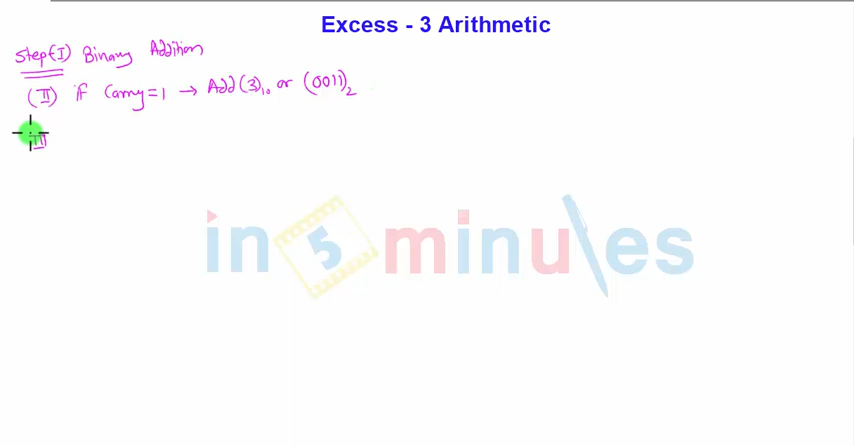 Excess - 3 Arithmetic
Step(I) Binary Addition
(II) if Carry=1 → Add (3)₁₀ or (0011)₂
III
in 5 minutes